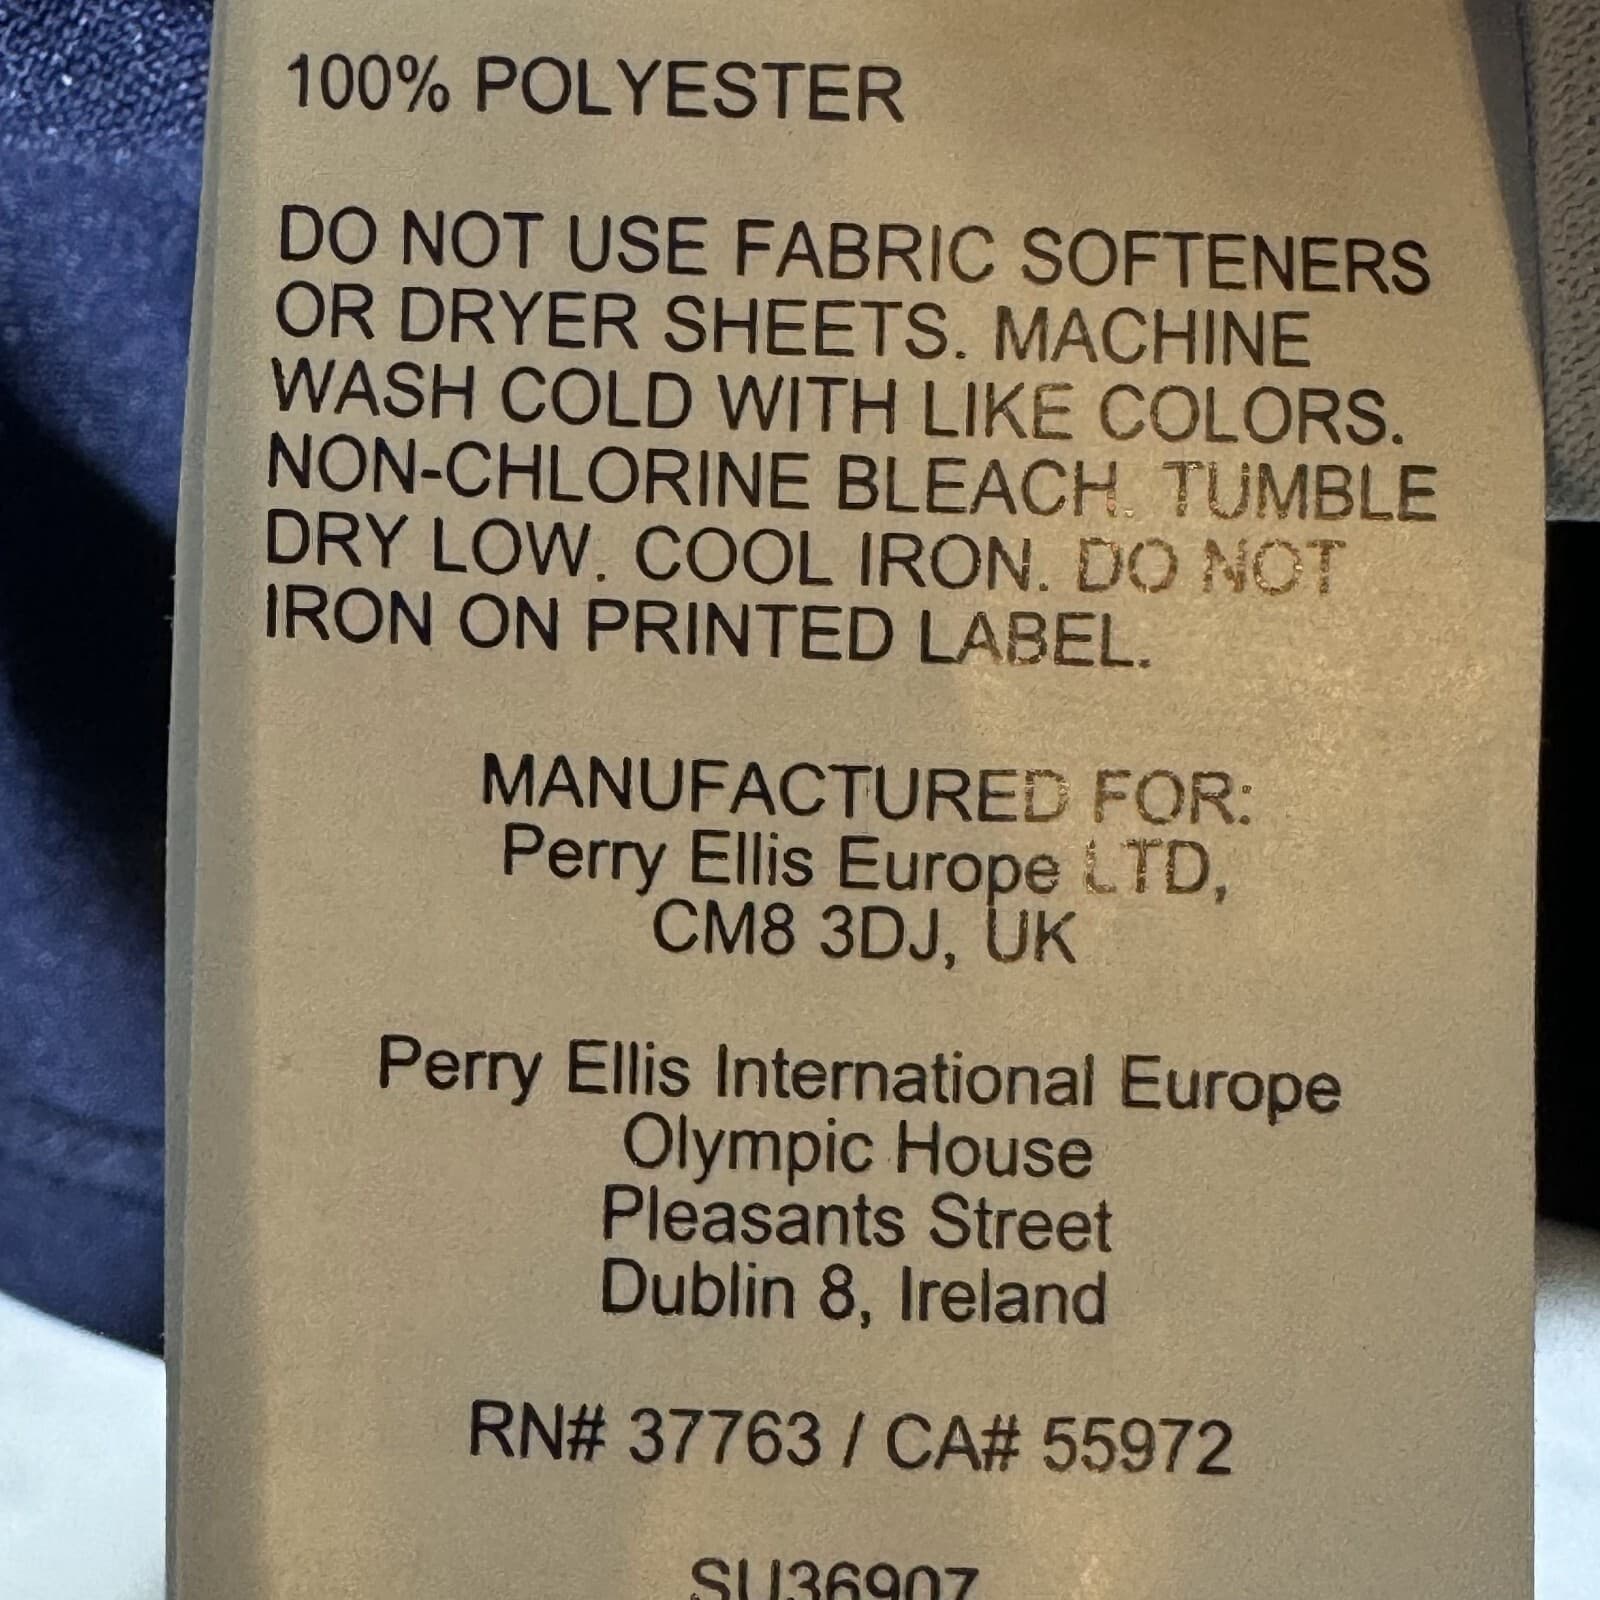 100% POLYESTER
DO NOT USE FABRIC SOFTENERS
OR DRYER SHEETS. MACHINE
WASH COLD WITH LIKE COLORS.
NON-CHLORINE BLEACH. TUMBLE
DRY LOW. COOL IRON. DO NOT
IRON ON PRINTED LABEL.
MANUFACTURED FOR:
Perry Ellis Europe LTD,
CM8 3DJ, UK
Perry Ellis International Europe
Olympic House
Pleasants Street
Dublin 8, Ireland
RN# 37763 / CA# 55972
SU36907